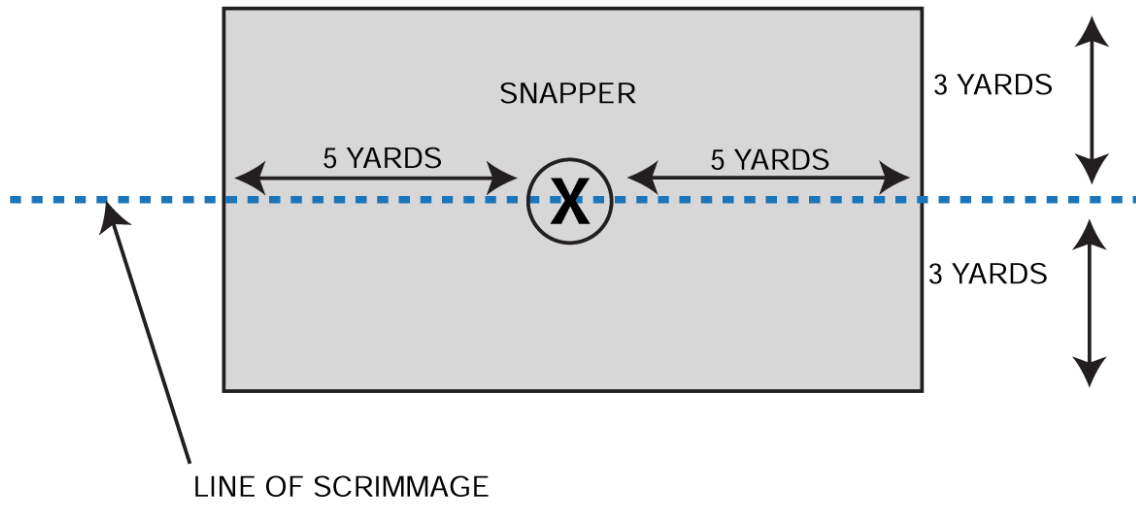 3 YARDS
SNAPPER
5 YARDS
5 YARDS
X
3 YARDS
LINE OF SCRIMMAGE